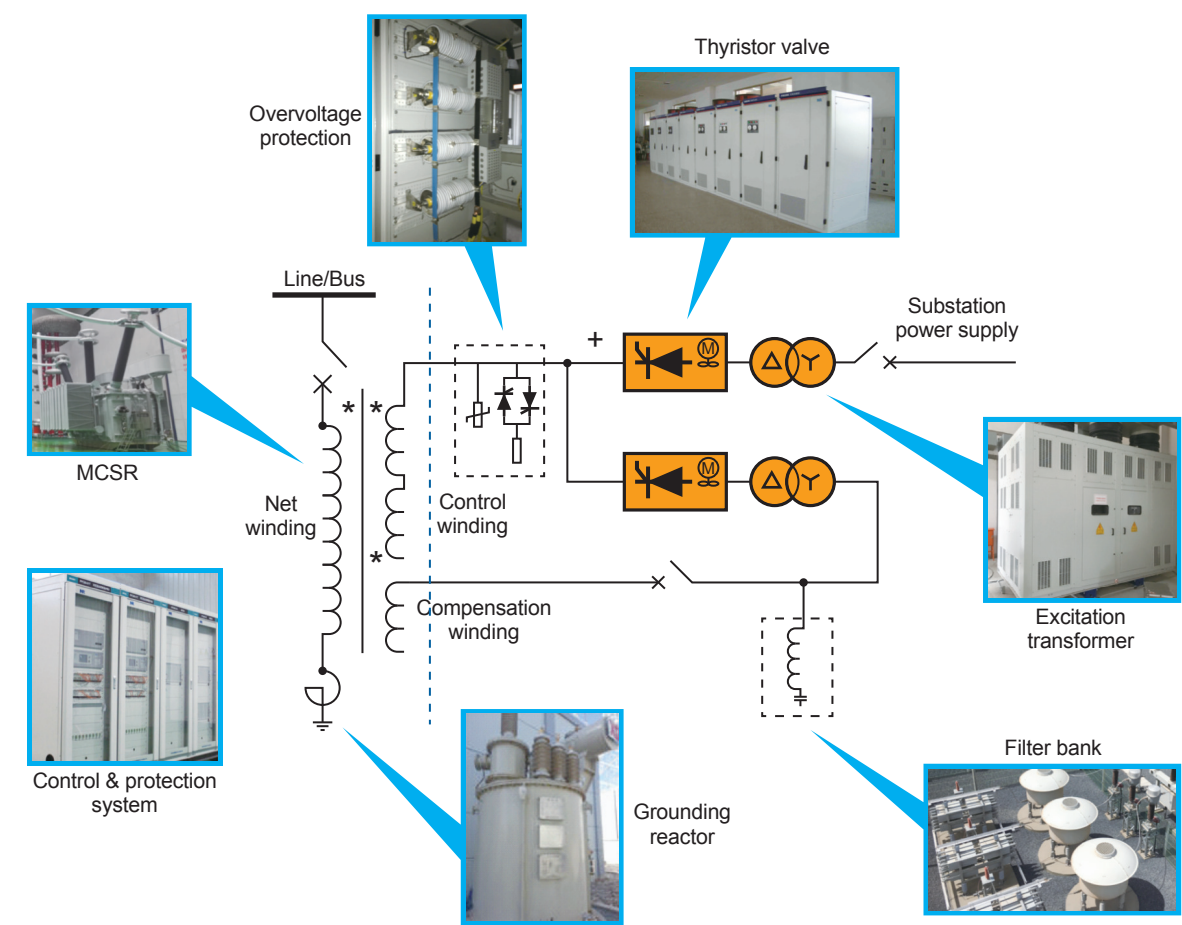 Thyristor valve
Overvoltage
protection
Line/Bus
Substation
power supply
+
M
* *
MCSR
Net
winding
Control
winding
M
*
Compensation
winding
Excitation
transformer
Control & protection
system
Grounding
reactor
Filter bank